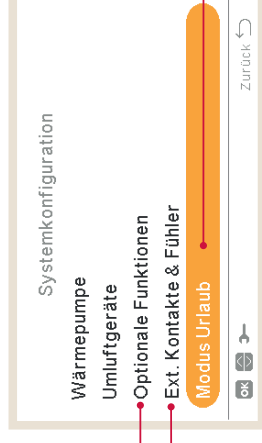 Systemkonfiguration
Wärmepumpe
Umluftgeräte
Optionale Funktionen
Ext. Kontakte & Fühler
Modus Urlaub
OK Zurück